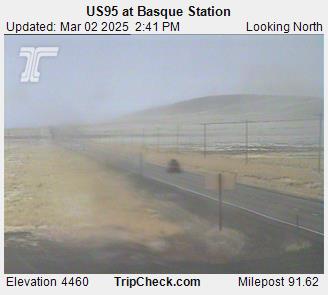 US95 at Basque Station
Updated: Mar 02 2025 2:41 PM Looking North
Elevation 4460 TripCheck.com Milepost 91.62